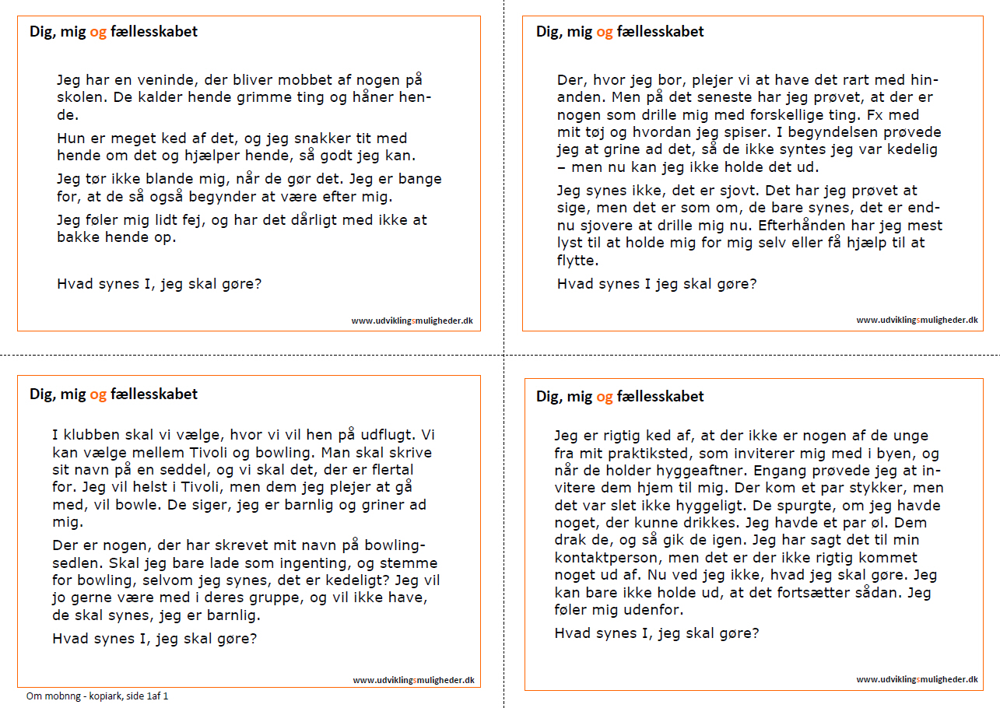 Dig, mig og fællesskabet
Jeg har en veninde, der bliver mobbet af nogen på
skolen. De kalder hende grimme ting og håner hen-
de.
Hun er meget ked af det, og jeg snakker tit med
hende om det og hjælper hende, så godt jeg kan.
Jeg tør ikke blande mig, når de gør det. Jeg er bange
for, at de så også begynder at være efter mig.
Jeg føler mig lidt fej, og har det dårligt med ikke at
bakke hende op.
Hvad synes I, jeg skal gøre?
www.udviklingsmuligheder.dk
Dig, mig og fællesskabet
Der, hvor jeg bor, plejer vi at have det rart med hin-
anden. Men på det seneste har jeg prøvet, at der er
nogen som drille mig med forskellige ting. Fx med
mit tøj og hvordan jeg spiser. I begyndelsen prøvede
jeg at grine ad det, så de ikke syntes jeg var kedelig
– men nu kan jeg ikke holde det ud.
Jeg synes ikke, det er sjovt. Det har jeg prøvet at
sige, men det er som om, de bare synes, det er end-
nu sjovere at drille mig nu. Efterhånden har jeg mest
lyst til at holde mig for mig selv eller få hjælp til at
flytte.
Hvad synes I jeg skal gøre?
www.udviklingsmuligheder.dk
Dig, mig og fællesskabet
I klubben skal vi vælge, hvor vi vil hen på udflugt. Vi
kan vælge mellem Tivoli og bowling. Man skal skrive
sit navn på en seddel, og vi skal det, der er flertal
for. Jeg vil helst i Tivoli, men dem jeg plejer at gå
med, vil bowle. De siger, jeg er barnlig og griner ad
mig.
Der er nogen, der har skrevet mit navn på bowling-
sedlen. Skal jeg bare lade som ingenting, og stemme
for bowling, selvom jeg synes, det er kedeligt? Jeg vil
jo gerne være med i deres gruppe, og vil ikke have,
de skal synes, jeg er barnlig.
Hvad synes I, jeg skal gøre?
www.udviklingsmuligheder.dk
Dig, mig og fællesskabet
Jeg er rigtig ked af, at der ikke er nogen af de unge
fra mit praktiksted, som inviterer mig med i byen, og
når de holder hyggeaftner. Engang prøvede jeg at in-
vitere dem hjem til mig. Der kom et par stykker, men
det var slet ikke hyggeligt. De spurgte, om jeg havde
noget, der kunne drikkes. Jeg havde et par øl. Dem
drak de, og så gik de igen. Jeg har sagt det til min
kontaktperson, men det er der ikke rigtig kommet
noget ud af. Nu ved jeg ikke, hvad jeg skal gøre. Jeg
kan bare ikke holde ud, at det fortsætter sådan. Jeg
føler mig udenfor.
Hvad synes I, jeg skal gøre?
www.udviklingsmuligheder.dk
Om mobnng - kopiark, side 1af 1